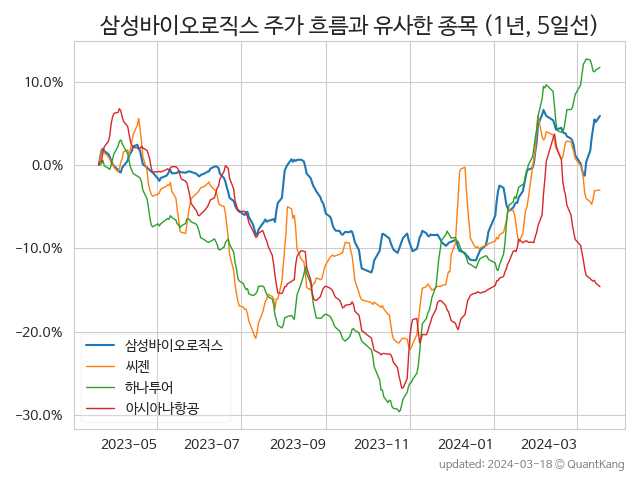 삼성바이오로직스 주가 흐름과 유사한 종목 (1년, 5일선)
10.0%
0.0%
−10.0%
−20.0%
−30.0%
삼성바이오로직스
씨젠
하나투어
아시아나항공
2023-05 2023-07 2023-09 2023-11 2024-01 2024-03
updated: 2024-03-18 © QuantKang